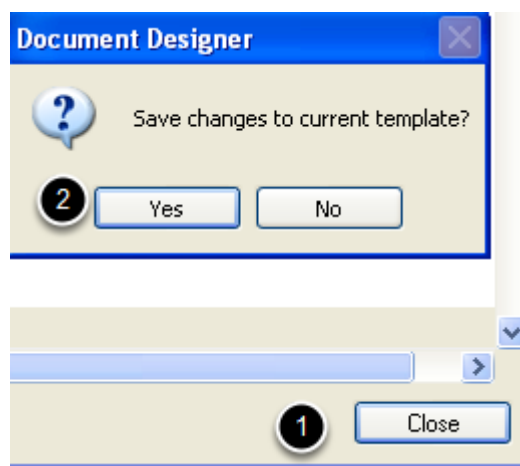 Document Designer
Save changes to current template?
2 Yes No
1 Close